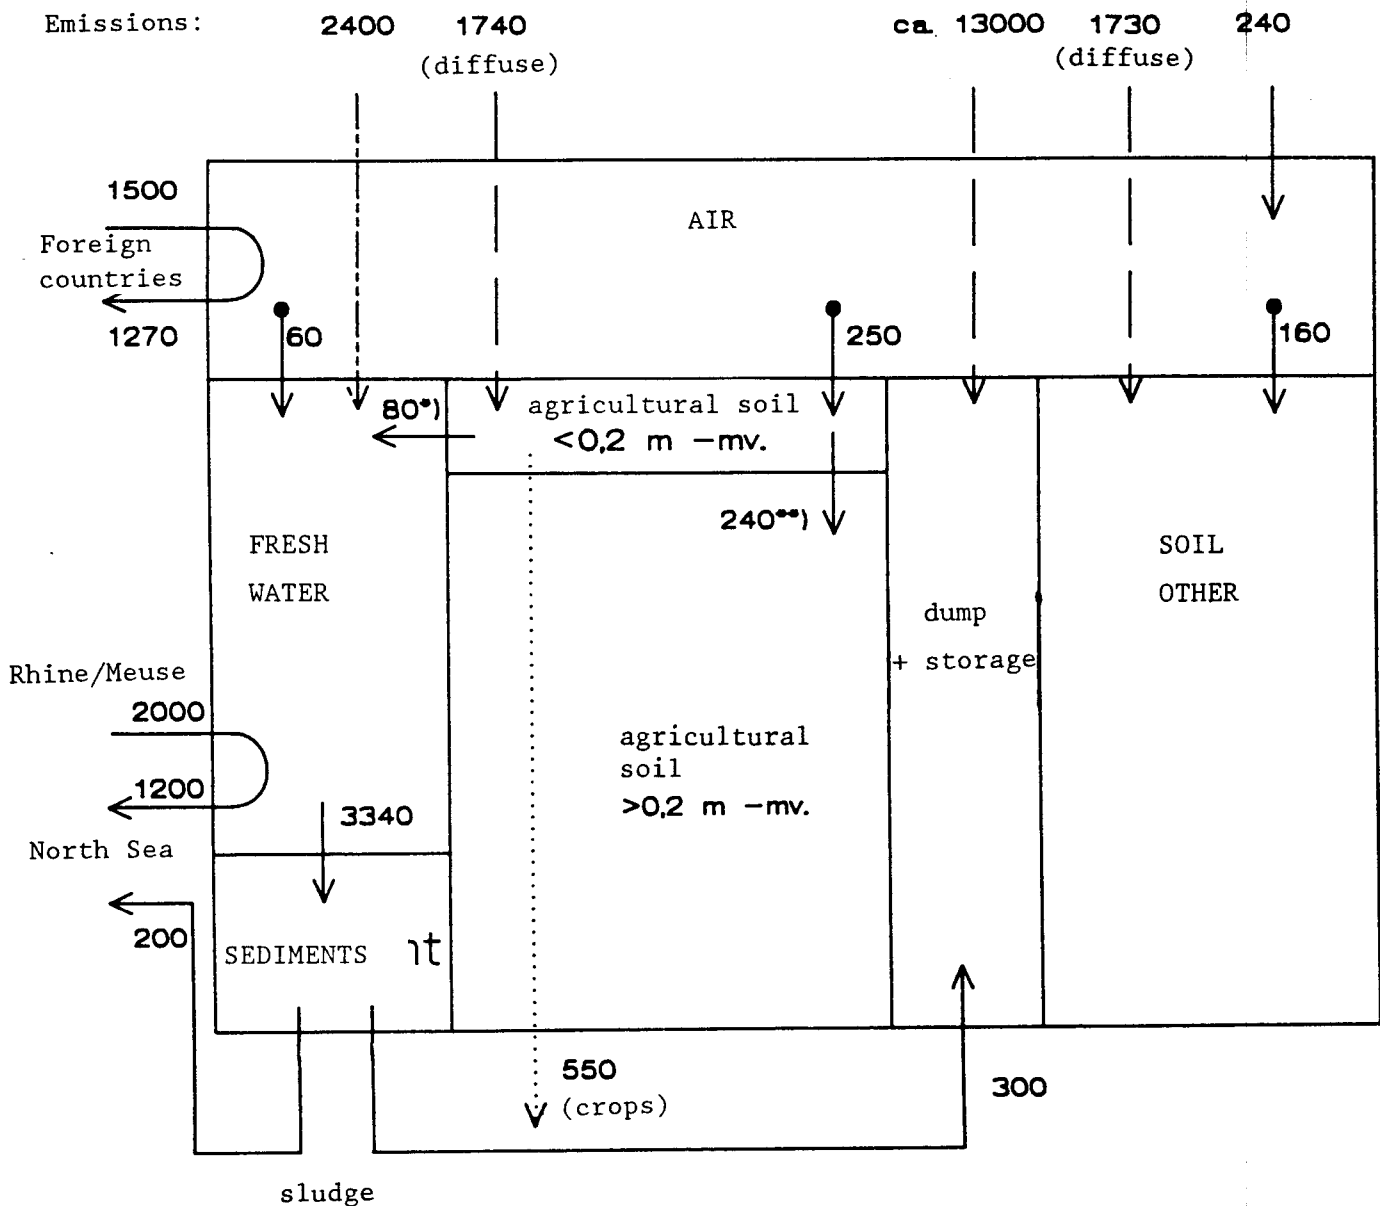 Emissions: 2400 1740 ca. 13000 1730 240
(diffuse) (diffuse)
1500
AIR
Foreign
countries
1270
60
250
160
80*)
agricultural soil
<0,2 m -mv.
240**)
FRESH
WATER
SOIL
OTHER
dump
+ storage
Rhine/Meuse
2000
1200
agricultural
soil
>0,2 m -mv.
3340
North Sea
200
SEDIMENTS
550
(crops)
300
sludge